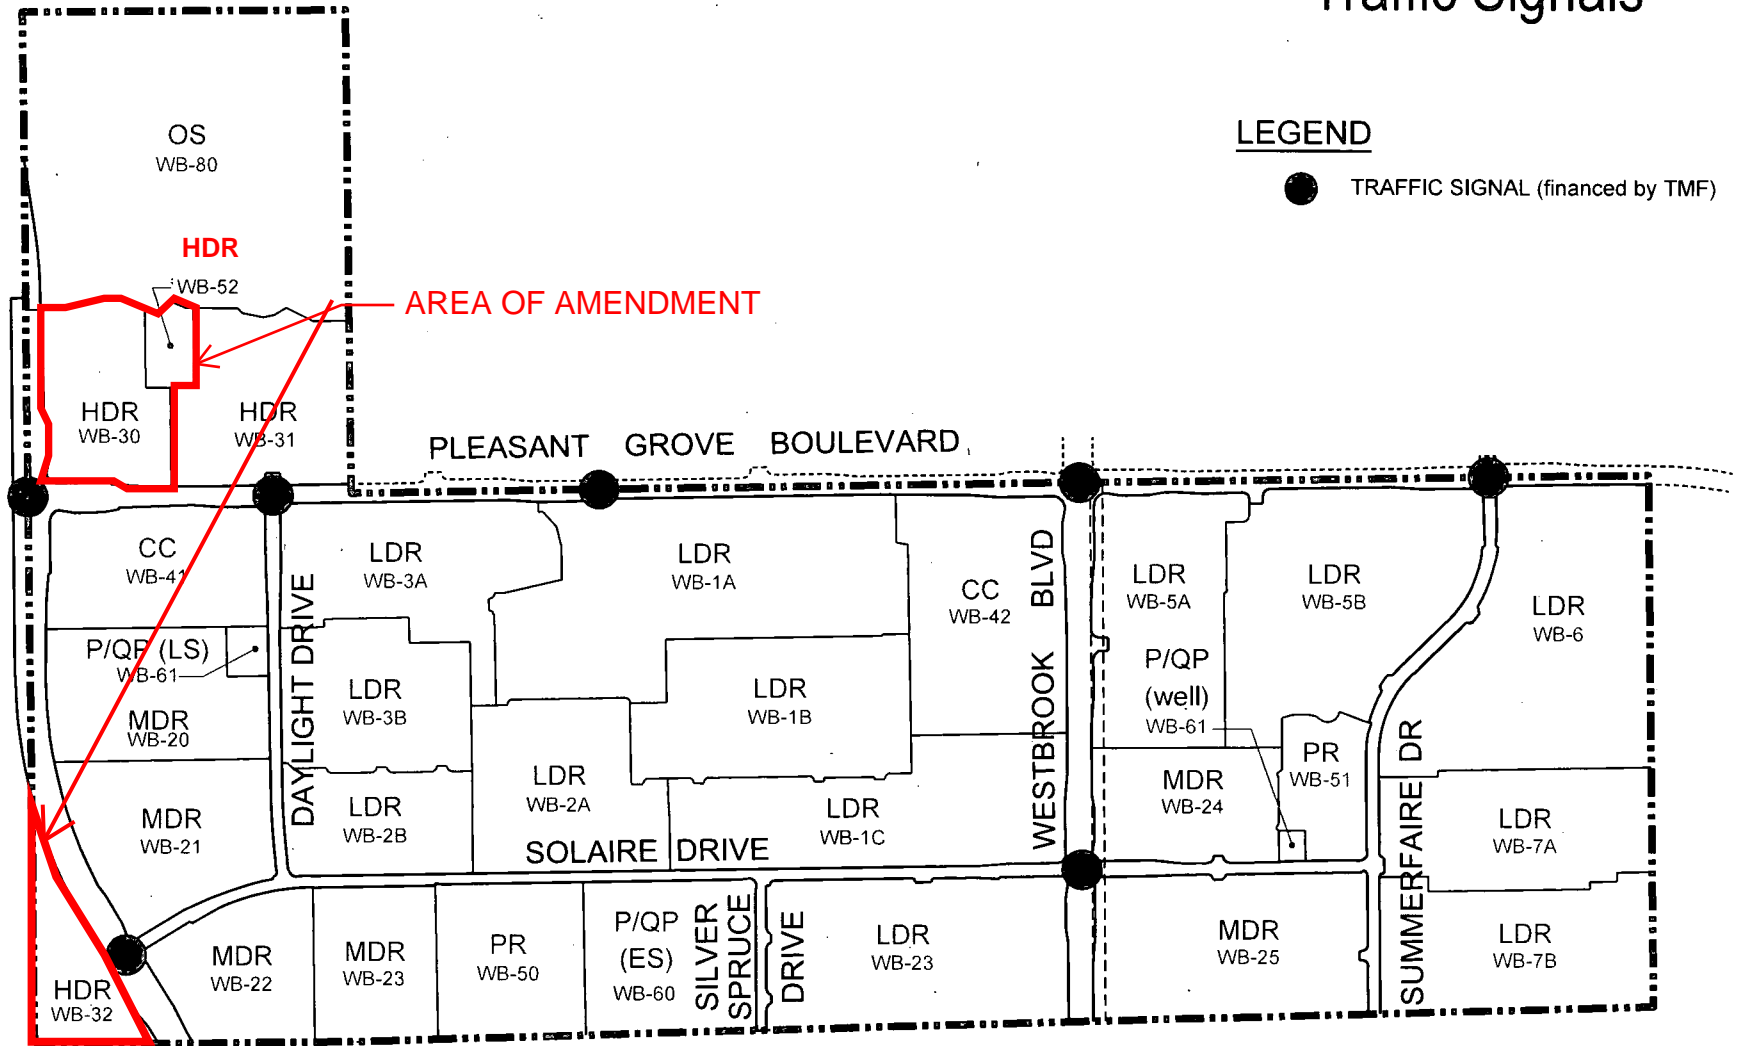 Traffic Signals
LEGEND
TRAFFIC SIGNAL (financed by TMF)
OS
WB-80
HDR
WB-52
AREA OF AMENDMENT
HDR
WB-30
HDR
WB-31
PLEASANT GROVE BOULEVARD
CC
WB-41
LDR
WB-3A
LDR
WB-1A
CC
WB-42
WESTBROOK BLVD
LDR
WB-5A
LDR
WB-5B
LDR
WB-6
DAYLIGHT DRIVE
P/QP (LS)
WB-61
LDR
WB-3B
LDR
WB-1B
P/QP
(well)
WB-61
MDR
WB-20
PR
WB-51
SUMMERFAIRE DR
MDR
WB-21
LDR
WB-2B
LDR
WB-2A
LDR
WB-1C
MDR
WB-24
LDR
WB-7A
SOLAIRE DRIVE
HDR
WB-32
MDR
WB-22
MDR
WB-23
PR
WB-50
P/QP
(ES)
WB-60
SILVER
SPRUCE
DRIVE
LDR
WB-23
MDR
WB-25
LDR
WB-7B